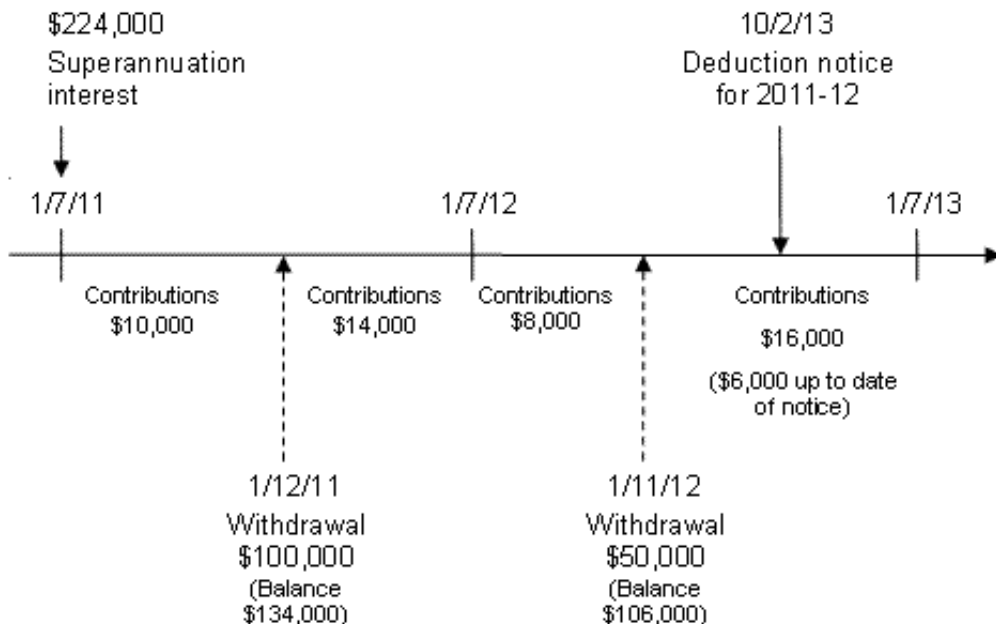 $224,000
Superannuation
interest
10/2/13
Deduction notice
for 2011-12
1/7/11
1/7/12
1/7/13
Contributions
$10,000
Contributions
$14,000
Contributions
$8,000
Contributions
$16,000
($6,000 up to date
of notice)
1/12/11
Withdrawal
$100,000
(Balance
$134,000)
1/11/12
Withdrawal
$50,000
(Balance
$106,000)